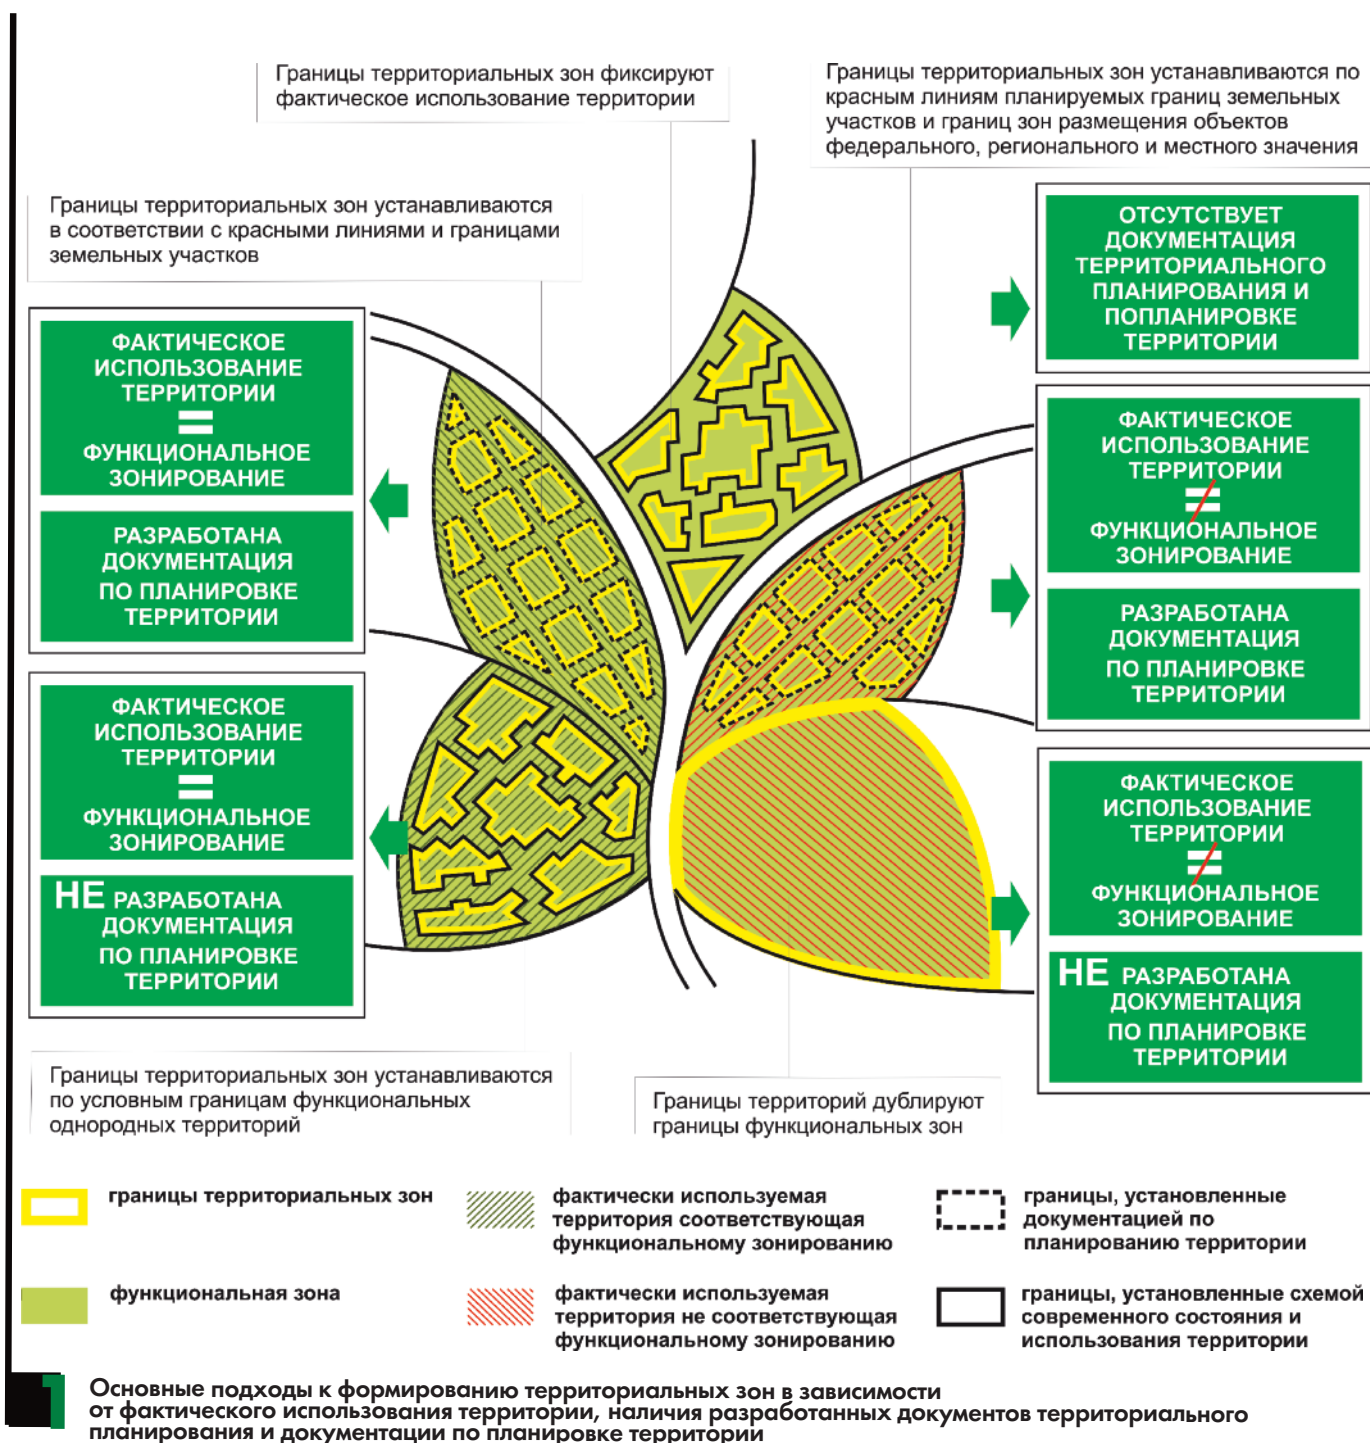 Границы территориальных зон фиксируют
фактическое использование территории
Границы территориальных зон устанавливаются по
красным линиям планируемых границ земельных
участков и границ зон размещения объектов
федерального, регионального и местного значения
Границы территориальных зон устанавливаются
в соответствии с красными линиями и границами
земельных участков
ОТСУТСТВУЕТ
ДОКУМЕНТАЦИЯ
ТЕРРИТОРИАЛЬНОГО
ПЛАНИРОВАНИЯ И
ПОПЛАНИРОВКЕ
ТЕРРИТОРИИ
ФАКТИЧЕСКОЕ
ИСПОЛЬЗОВАНИЕ
ТЕРРИТОРИИ
=
ФУНКЦИОНАЛЬНОЕ
ЗОНИРОВАНИЕ
РАЗРАБОТАНА
ДОКУМЕНТАЦИЯ
ПО ПЛАНИРОВКЕ
ТЕРРИТОРИИ
ФАКТИЧЕСКОЕ
ИСПОЛЬЗОВАНИЕ
ТЕРРИТОРИИ
≠
ФУНКЦИОНАЛЬНОЕ
ЗОНИРОВАНИЕ
РАЗРАБОТАНА
ДОКУМЕНТАЦИЯ
ПО ПЛАНИРОВКЕ
ТЕРРИТОРИИ
ФАКТИЧЕСКОЕ
ИСПОЛЬЗОВАНИЕ
ТЕРРИТОРИИ
=
ФУНКЦИОНАЛЬНОЕ
ЗОНИРОВАНИЕ
НЕ РАЗРАБОТАНА
ДОКУМЕНТАЦИЯ
ПО ПЛАНИРОВКЕ
ТЕРРИТОРИИ
ФАКТИЧЕСКОЕ
ИСПОЛЬЗОВАНИЕ
ТЕРРИТОРИИ
≠
ФУНКЦИОНАЛЬНОЕ
ЗОНИРОВАНИЕ
НЕ РАЗРАБОТАНА
ДОКУМЕНТАЦИЯ
ПО ПЛАНИРОВКЕ
ТЕРРИТОРИИ
Границы территориальных зон устанавливаются
по условным границам функциональных
однородных территорий
Границы территорий дублируют
границы функциональных зон
границы территориальных зон
фактически используемая
территория соответствующая
функциональному зонированию
границы, установленные
документацией по
планированию территории
функциональная зона
фактически используемая
территория не соответствующая
функциональному зонированию
границы, установленные схемой
современного состояния и
использования территории
1
Основные подходы к формированию территориальных зон в зависимости
от фактического использования территории, наличия разработанных документов территориального
планирования и документации по планировке территории